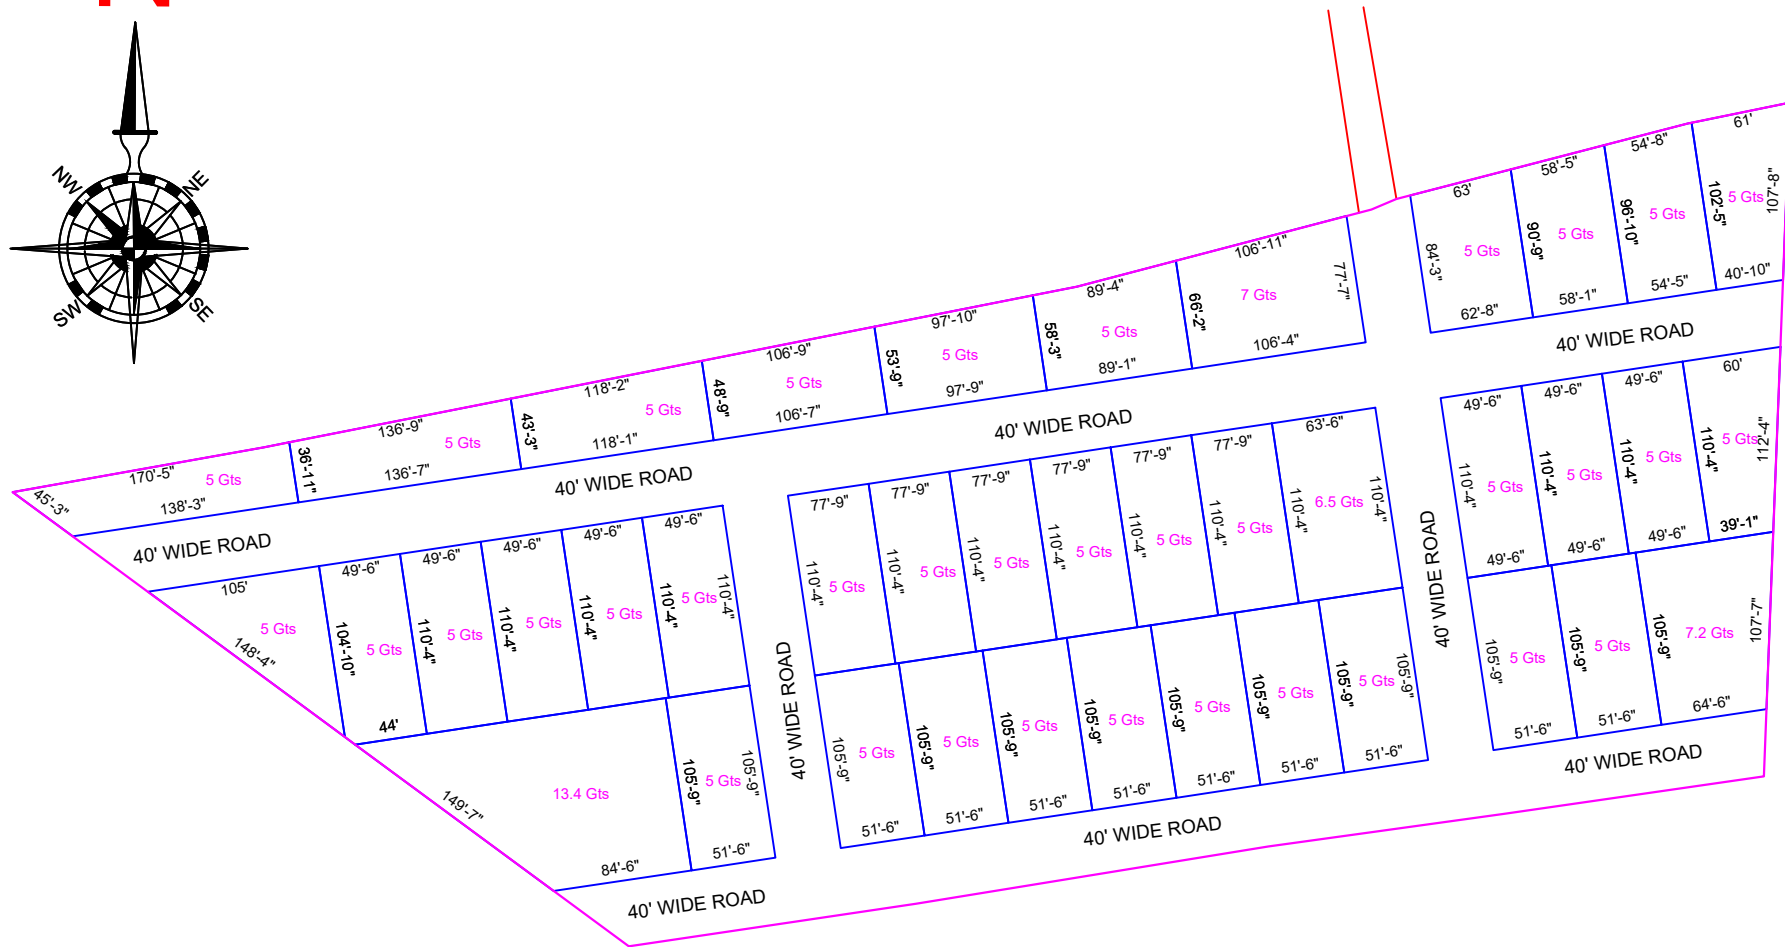 N
NW
NE
SW
SE
170'-5"
5 Gts
45'-3"
138'-3"
36'-11"
136'-9"
5 Gts
136'-7"
43'-3"
118'-2"
5 Gts
118'-1"
48'-9"
106'-9"
5 Gts
106'-7"
53'-9"
97'-10"
5 Gts
97'-9"
58'-3"
89'-4"
5 Gts
89'-1"
66'-2"
106'-11"
7 Gts
106'-4"
77'-7"
63'
84'-3"
5 Gts
62'-8"
90'-9"
58'-5"
5 Gts
58'-1"
96'-10"
54'-8"
5 Gts
54'-5"
102'-5"
61'
5 Gts
107'-8"
40'-10"
40' WIDE ROAD
40' WIDE ROAD
40' WIDE ROAD
40' WIDE ROAD
105'
5 Gts
148'-4"
104'-10"
49'-6"
5 Gts
44'
110'-4"
49'-6"
5 Gts
110'-4"
49'-6"
5 Gts
110'-4"
49'-6"
5 Gts
110'-4"
49'-6"
5 Gts
110'-4"
149'-7"
13.4 Gts
84'-6"
105'-9"
5 Gts
105'-9"
51'-6"
40' WIDE ROAD
40' WIDE ROAD
77'-9"
110'-4"
5 Gts
77'-9"
110'-4"
5 Gts
77'-9"
110'-4"
5 Gts
77'-9"
110'-4"
5 Gts
77'-9"
110'-4"
5 Gts
77'-9"
110'-4"
5 Gts
63'-6"
110'-4"
6.5 Gts
110'-4"
105'-9"
5 Gts
51'-6"
105'-9"
5 Gts
51'-6"
105'-9"
5 Gts
51'-6"
105'-9"
5 Gts
51'-6"
105'-9"
5 Gts
51'-6"
105'-9"
5 Gts
51'-6"
105'-9"
5 Gts
105'-9"
51'-6"
40' WIDE ROAD
40' WIDE ROAD
49'-6"
110'-4"
5 Gts
49'-6"
49'-6"
110'-4"
5 Gts
49'-6"
49'-6"
110'-4"
5 Gts
49'-6"
60'
110'-4"
5 Gts
112'-4"
39'-1"
105'-9"
5 Gts
51'-6"
105'-9"
5 Gts
51'-6"
105'-9"
7.2 Gts
107'-7"
64'-6"
40' WIDE ROAD